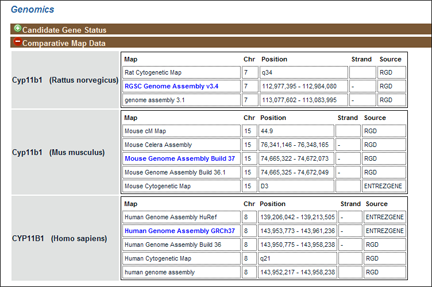 Genomics
Candidate Gene Status
Comparative Map Data
Cyp11b1 (Rattus norvegicus)
Map Chr Position Strand Source
Rat Cytogenetic Map 7 q34 RGD
RGSC Genome Assembly v3.4 7 112,977,395 - 112,984,080 - RGD
genome assembly 3.1 7 113,077,602 - 113,083,995 - RGD
Cyp11b1 (Mus musculus)
Map Chr Position Strand Source
Mouse cM Map 15 44.9 RGD
Mouse Celera Assembly 15 76,341,146 - 76,348,165 - RGD
Mouse Genome Assembly Build 37 15 74,665,322 - 74,672,073 - RGD
Mouse Genome Assembly Build 36.1 15 74,665,325 - 74,672,049 - RGD
Mouse Cytogenetic Map 15 D3 ENTREZGENE
CYP11B1 (Homo sapiens)
Map Chr Position Strand Source
Human Genome Assembly HuRef 8 139,206,042 - 139,213,505 - ENTREZGENE
Human Genome Assembly GRCh37 8 143,953,773 - 143,961,236 - ENTREZGENE
Human Genome Assembly Build 36 8 143,950,775 - 143,958,238 - RGD
Human Cytogenetic Map 8 q21 RGD
human genome assembly 8 143,952,217 - 143,958,238 - RGD